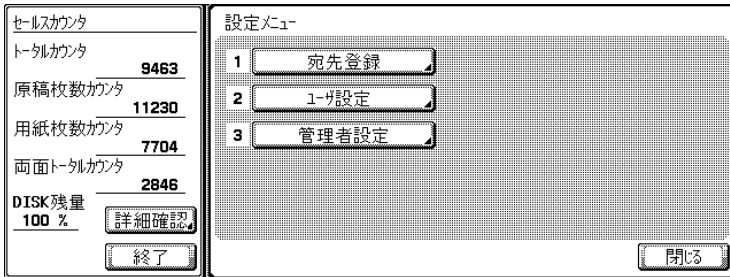 セールスカウンタ
トータルカウンタ
9463
原稿枚数カウンタ
11230
用紙枚数カウンタ
7704
両面トータルカウンタ
2846
DISK残量
100 %
詳細確認
終了
設定メニュー
1 宛先登録
2 ユーザ設定
3 管理者設定
閉じる